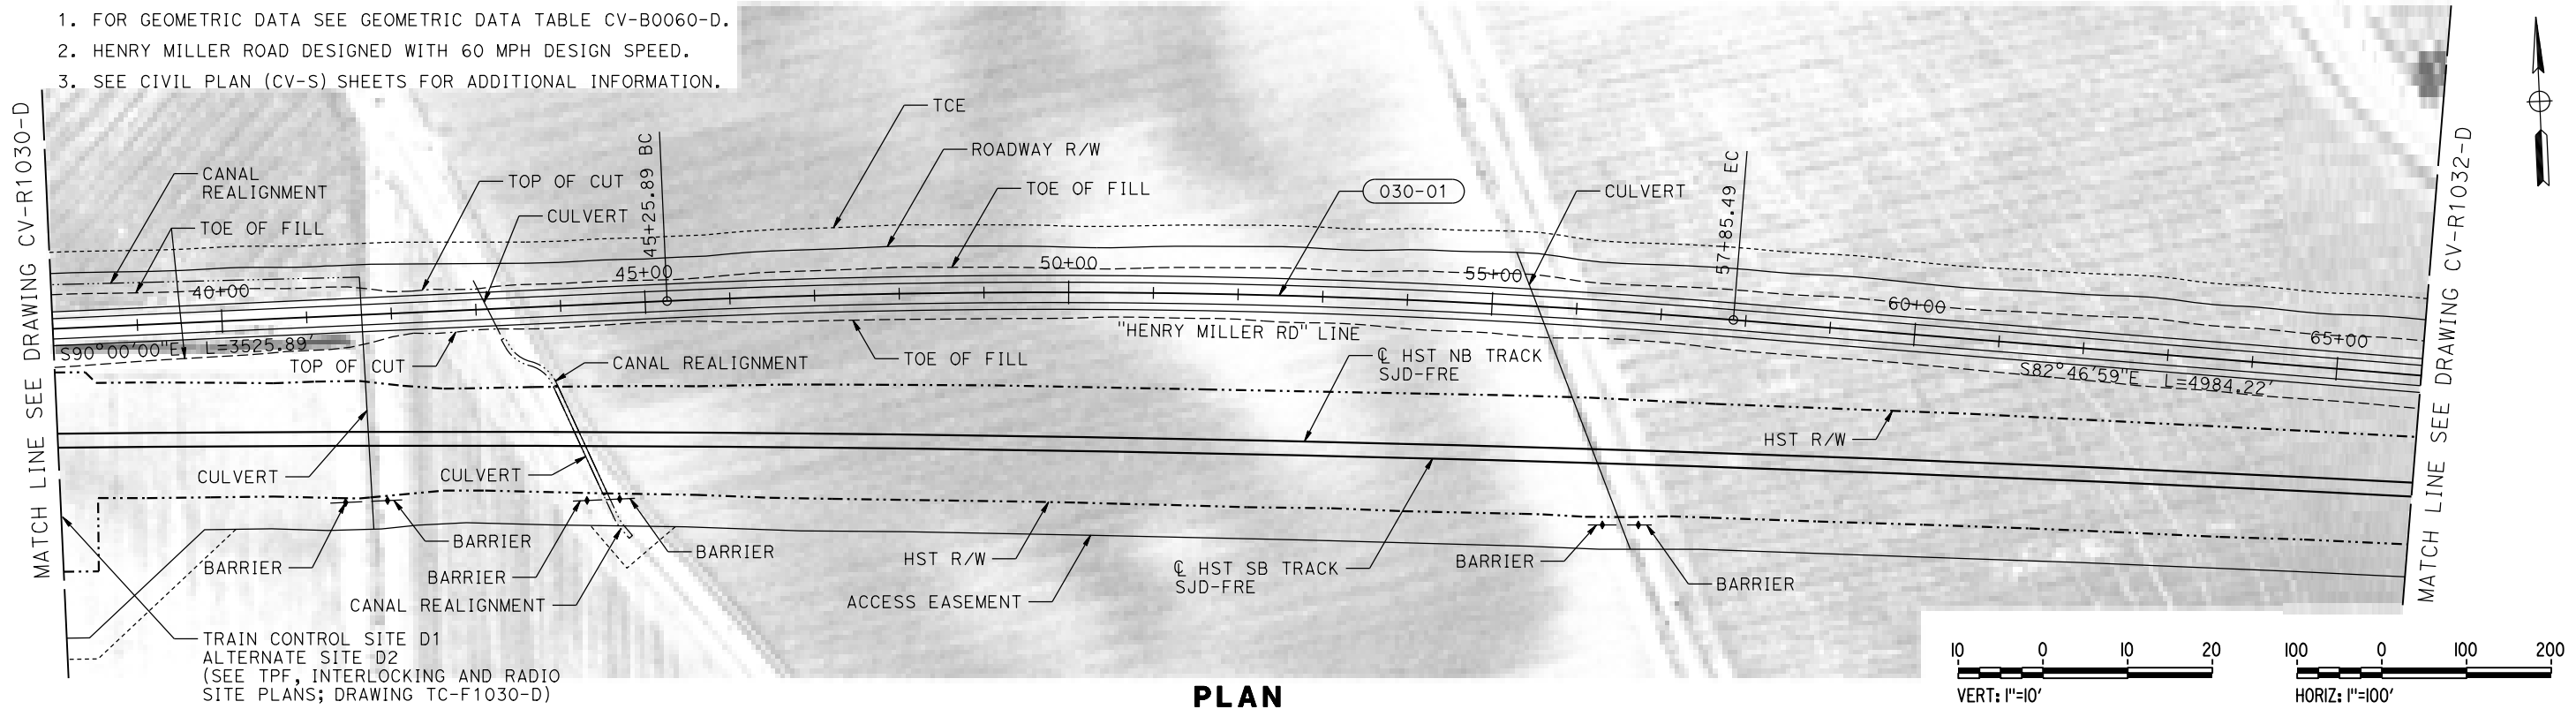 1. FOR GEOMETRIC DATA SEE GEOMETRIC DATA TABLE CV-B0060-D.
2. HENRY MILLER ROAD DESIGNED WITH 60 MPH DESIGN SPEED.
3. SEE CIVIL PLAN (CV-S) SHEETS FOR ADDITIONAL INFORMATION.
MATCH LINE SEE DRAWING CV-R1030-D
CANAL
REALIGNMENT
TOE OF FILL
40+00
S90°00'00"E L=3525.89'
TOP OF CUT
TOP OF CUT
CULVERT
45+25.89 BC
45+00
TCE
ROADWAY R/W
TOE OF FILL
50+00
030-01
55+00
CULVERT
57+85.49 EC
60+00
65+00
S82°46'59"E L=4984.22'
"HENRY MILLER RD" LINE
TOE OF FILL
CANAL REALIGNMENT
℄ HST NB TRACK
SJD-FRE
HST R/W
CULVERT
CULVERT
BARRIER
BARRIER
BARRIER
BARRIER
CANAL REALIGNMENT
HST R/W
ACCESS EASEMENT
℄ HST SB TRACK
SJD-FRE
BARRIER
BARRIER
TRAIN CONTROL SITE D1
ALTERNATE SITE D2
(SEE TPF, INTERLOCKING AND RADIO
SITE PLANS; DRAWING TC-F1030-D)
MATCH LINE SEE DRAWING CV-R1032-D
PLAN
10 0 10 20
VERT: 1"=10'
100 0 100 200
HORIZ: 1"=100'